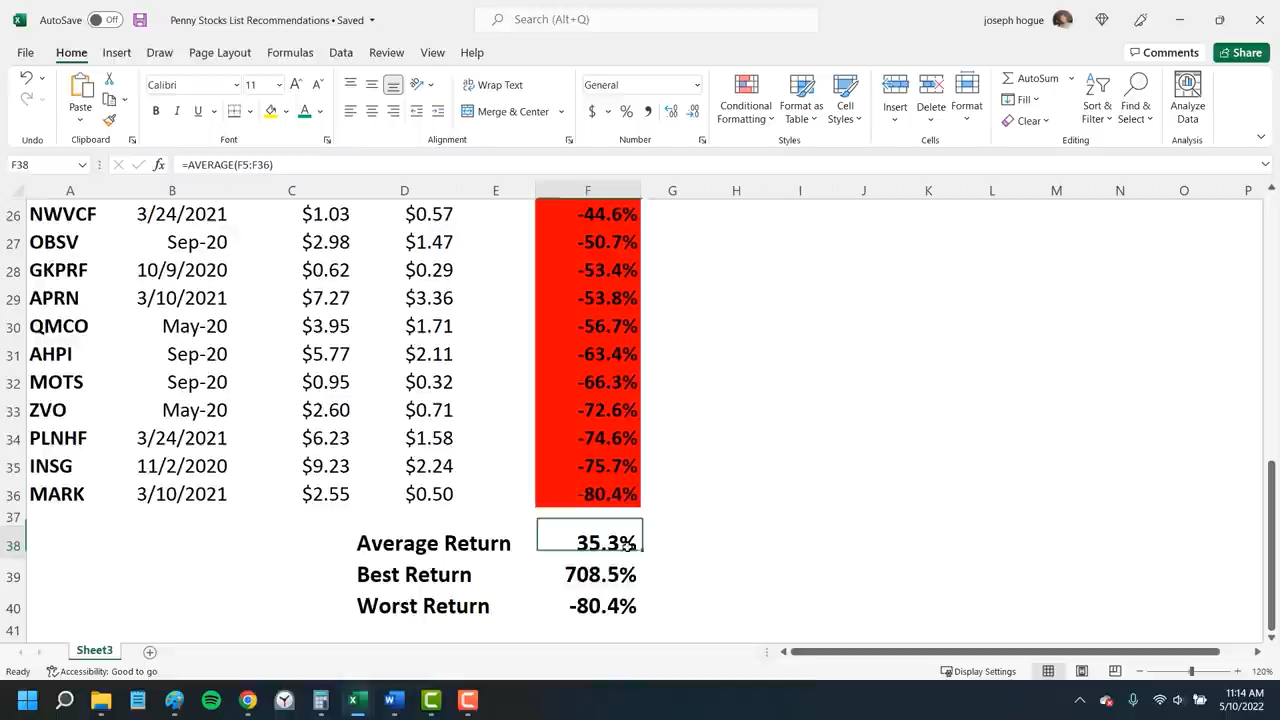 AutoSave Off Penny Stocks List Recommendations • Saved Search (Alt+Q) joseph hogue
File Home Insert Draw Page Layout Formulas Data Review View Help Comments Share
Calibri 11 Wrap Text General AutoSum
Paste Merge & Center Conditional Formatting Format as Table Cell Styles Insert Delete Format Fill Clear Sort & Filter Find & Select Analyze Data
Undo Clipboard Font Alignment Number Styles Cells Editing Analysis
F38 fx =AVERAGE(F5:F36)
A B C D E F G H I J K L M N O P
26 NWVCF 3/24/2021 $1.03 $0.57 -44.6%
27 OBSV Sep-20 $2.98 $1.47 -50.7%
28 GKPRF 10/9/2020 $0.62 $0.29 -53.4%
29 APRN 3/10/2021 $7.27 $3.36 -53.8%
30 QMCO May-20 $3.95 $1.71 -56.7%
31 AHPI Sep-20 $5.77 $2.11 -63.4%
32 MOTS Sep-20 $0.95 $0.32 -66.3%
33 ZVO May-20 $2.60 $0.71 -72.6%
34 PLNHF 3/24/2021 $6.23 $1.58 -74.6%
35 INSG 11/2/2020 $9.23 $2.24 -75.7%
36 MARK 3/10/2021 $2.55 $0.50 -80.4%
37
38 Average Return 35.3%
39 Best Return 708.5%
40 Worst Return -80.4%
41
Sheet3
Ready Accessibility: Good to go Display Settings 120%
11:14 AM
5/10/2022